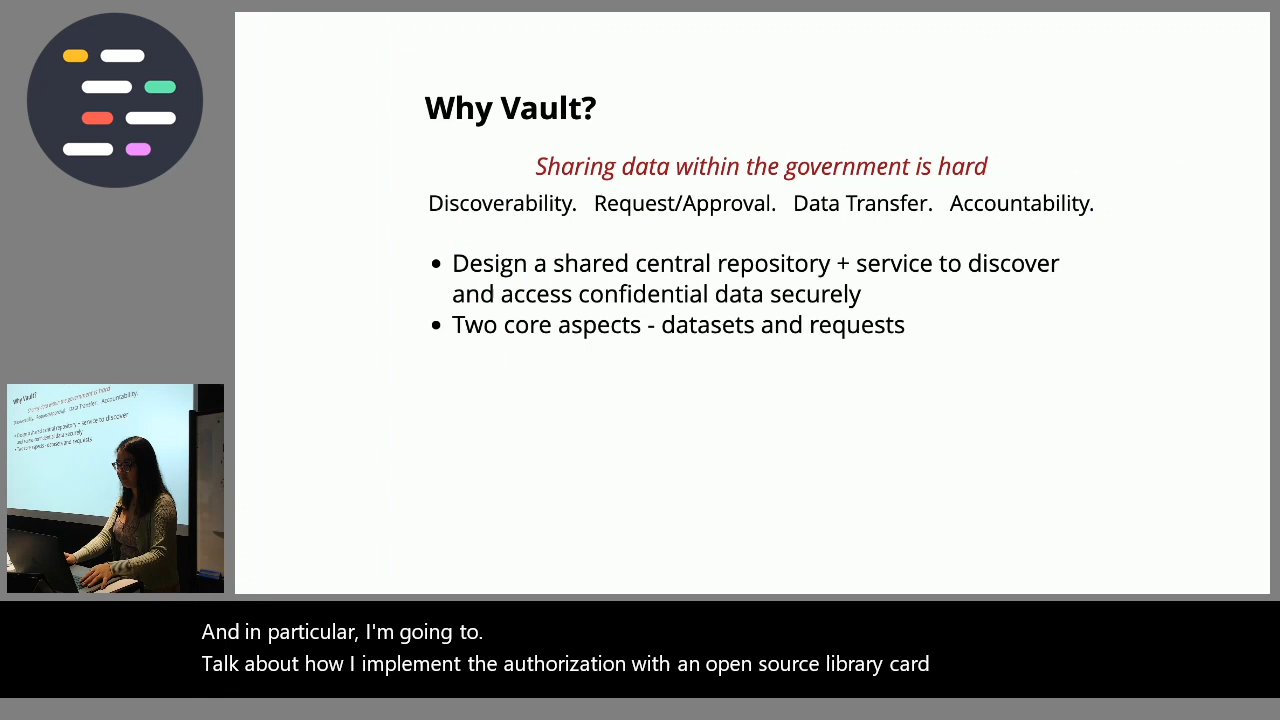 Why Vault?
Sharing data within the government is hard
Discoverability. Request/Approval. Data Transfer. Accountability.
• Design a shared central repository + service to discover
and access confidential data securely
• Two core aspects - datasets and requests
Why Vault?
And in particular, I'm going to.
Talk about how I implement the authorization with an open source library card